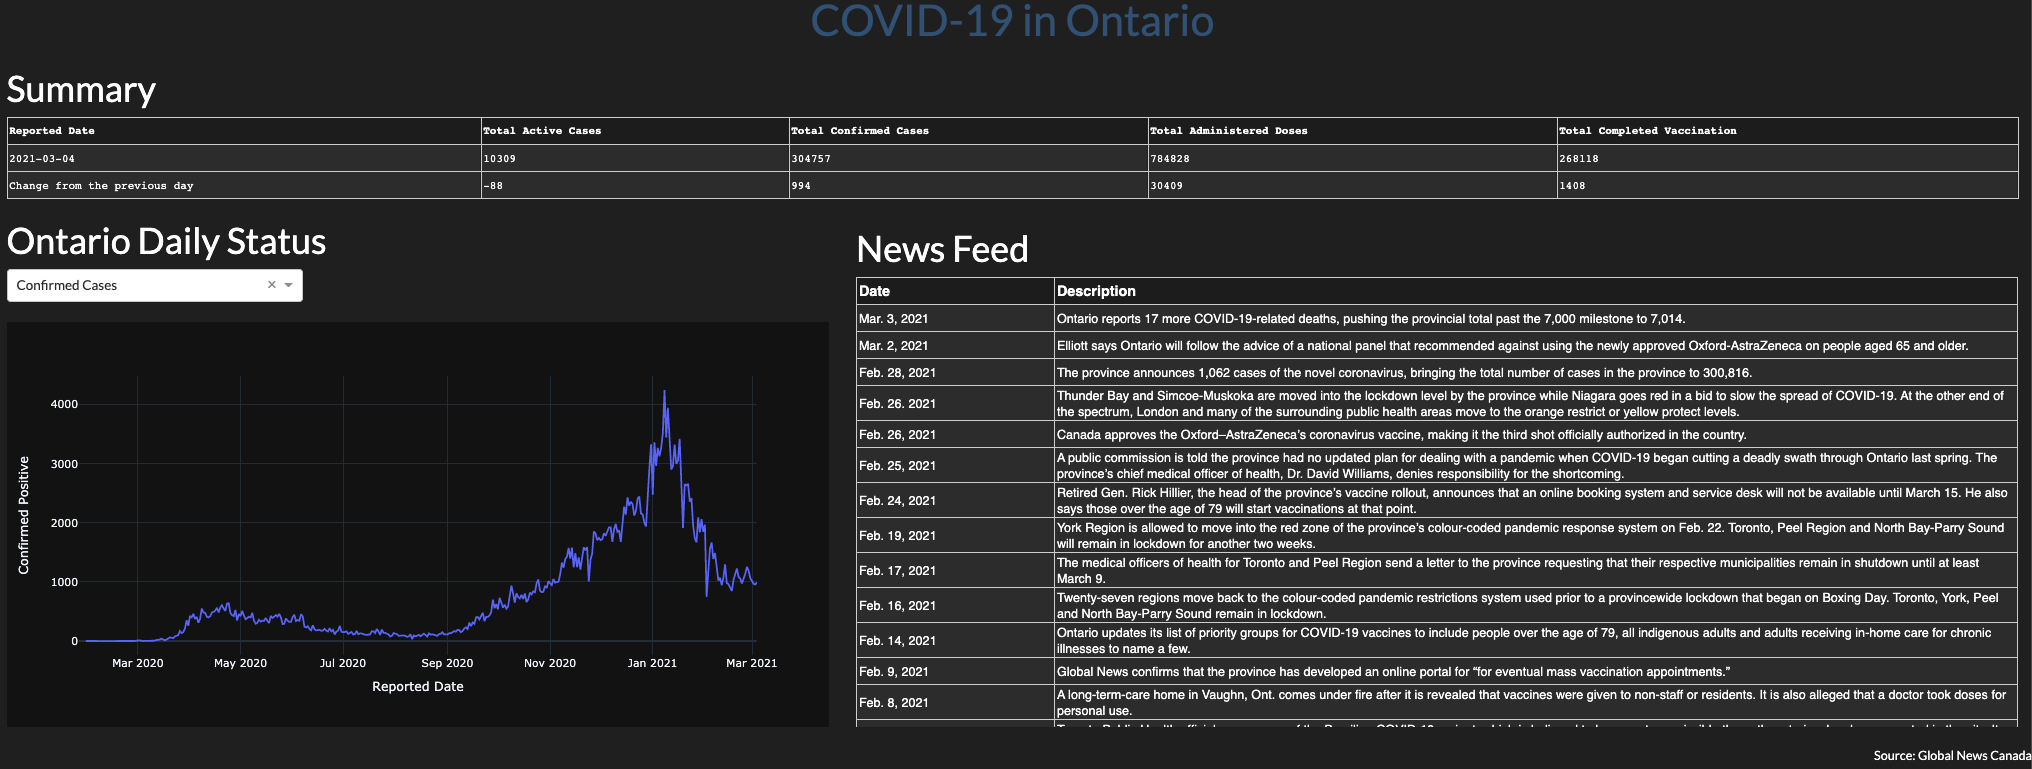 COVID-19 in Ontario
Summary
Reported Date Total Active Cases Total Confirmed Cases Total Administered Doses Total Completed Vaccination
2021-03-04 10309 304757 784828 268118
Change from the previous day -88 994 30409 1408
Ontario Daily Status
Confirmed Cases
4000
3000
2000
1000
0
Confirmed Positive
Mar 2020 May 2020 Jul 2020 Sep 2020 Nov 2020 Jan 2021 Mar 2021
Reported Date
News Feed
Date Description
Mar. 3, 2021 Ontario reports 17 more COVID-19-related deaths, pushing the provincial total past the 7,000 milestone to 7,014.
Mar. 2, 2021 Elliott says Ontario will follow the advice of a national panel that recommended against using the newly approved Oxford-AstraZeneca on people aged 65 and older.
Feb. 28, 2021 The province announces 1,062 cases of the novel coronavirus, bringing the total number of cases in the province to 300,816.
Feb. 26. 2021 Thunder Bay and Simcoe-Muskoka are moved into the lockdown level by the province while Niagara goes red in a bid to slow the spread of COVID-19. At the other end of
the spectrum, London and many of the surrounding public health areas move to the orange restrict or yellow protect levels.
Feb. 26, 2021 Canada approves the Oxford–AstraZeneca’s coronavirus vaccine, making it the third shot officially authorized in the country.
Feb. 25, 2021 A public commission is told the province had no updated plan for dealing with a pandemic when COVID-19 began cutting a deadly swath through Ontario last spring. The
province’s chief medical officer of health, Dr. David Williams, denies responsibility for the shortcoming.
Feb. 24, 2021 Retired Gen. Rick Hillier, the head of the province’s vaccine rollout, announces that an online booking system and service desk will not be available until March 15. He also
says those over the age of 79 will start vaccinations at that point.
Feb. 19, 2021 York Region is allowed to move into the red zone of the province’s colour-coded pandemic response system on Feb. 22. Toronto, Peel Region and North Bay-Parry Sound
will remain in lockdown for another two weeks.
Feb. 17, 2021 The medical officers of health for Toronto and Peel Region send a letter to the province requesting that their respective municipalities remain in shutdown until at least
March 9.
Feb. 16, 2021 Twenty-seven regions move back to the colour-coded pandemic restrictions system used prior to a provincewide lockdown that began on Boxing Day. Toronto, York, Peel
and North Bay-Parry Sound remain in lockdown.
Feb. 14, 2021 Ontario updates its list of priority groups for COVID-19 vaccines to include people over the age of 79, all indigenous adults and adults receiving in-home care for chronic
illnesses to name a few.
Feb. 9, 2021 Global News confirms that the province has developed an online portal for “for eventual mass vaccination appointments.”
Feb. 8, 2021 A long-term-care home in Vaughn, Ont. comes under fire after it is revealed that vaccines were given to non-staff or residents. It is also alleged that a doctor took doses for
personal use.
Source: Global News Canada